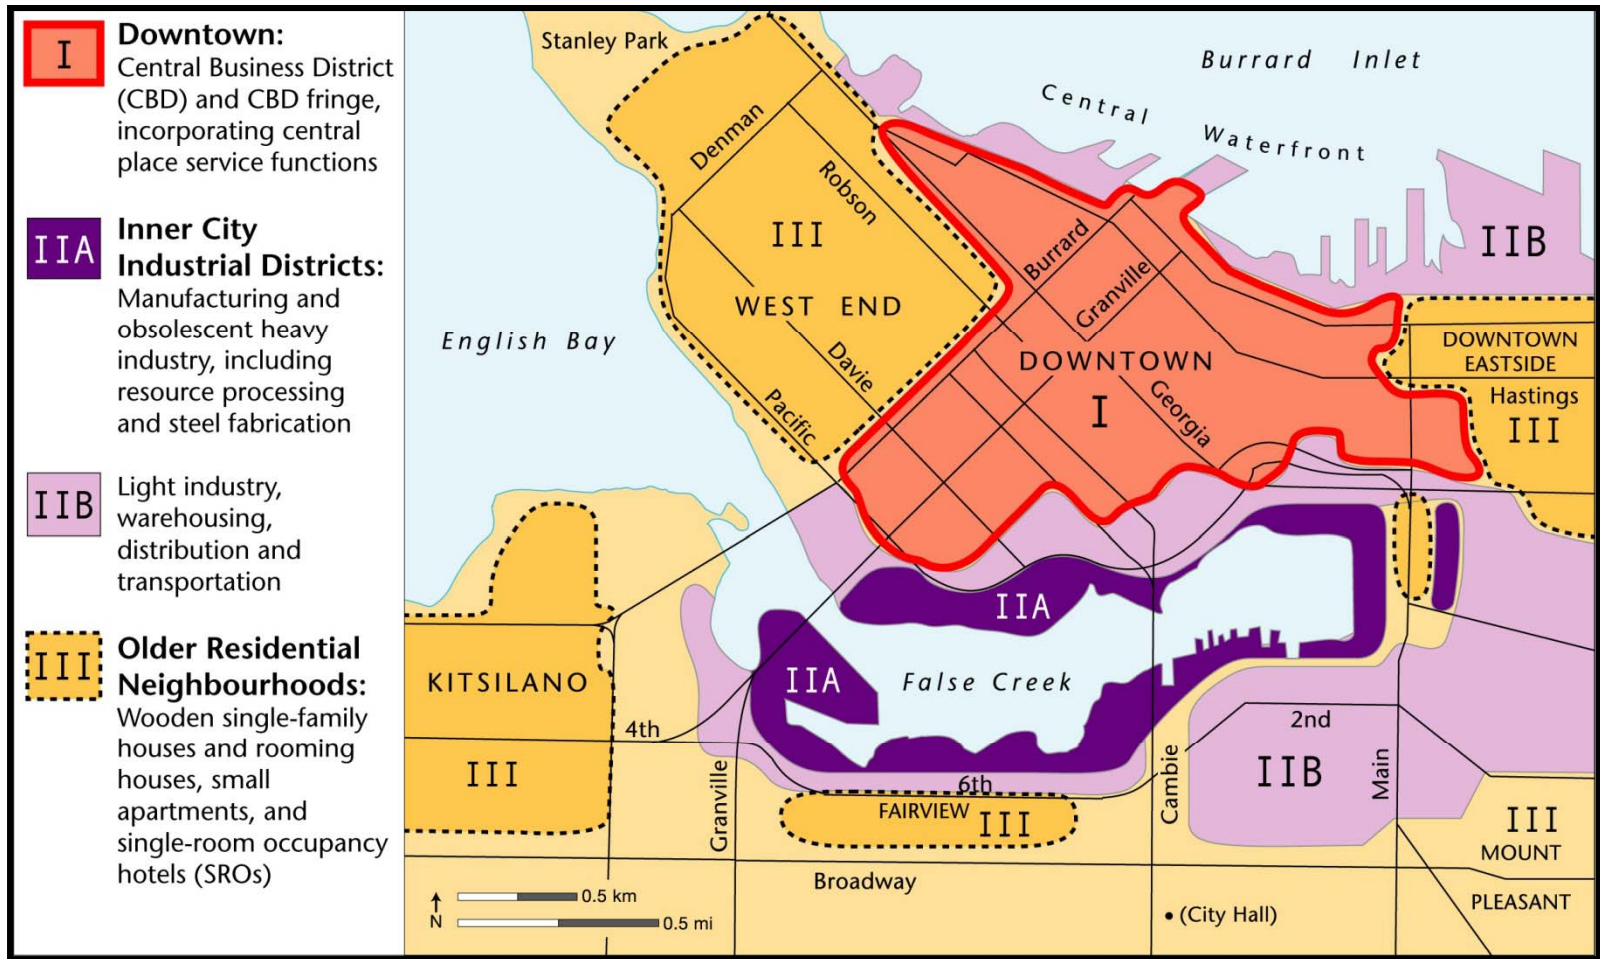 I
Downtown:
Central Business District
(CBD) and CBD fringe,
incorporating central
place service functions
IIA
Inner City
Industrial Districts:
Manufacturing and
obsolescent heavy
industry, including
resource processing
and steel fabrication
IIB
Light industry,
warehousing,
distribution and
transportation
III
Older Residential
Neighbourhoods:
Wooden single-family
houses and rooming
houses, small
apartments, and
single-room occupancy
hotels (SROs)
Stanley Park
Burrard Inlet
Central
Waterfront
Denman
Robson
III
WEST END
Davie
Pacific
English Bay
Burrard
Granville
DOWNTOWN
I
Georgia
IIB
DOWNTOWN
EASTSIDE
Hastings
III
IIA
IIA
False Creek
KITSILANO
III
4th
Granville
6th
FAIRVIEW III
Cambie
2nd
IIB
Main
III
MOUNT
PLEASANT
Broadway
(City Hall)
N
0.5 km
0.5 mi